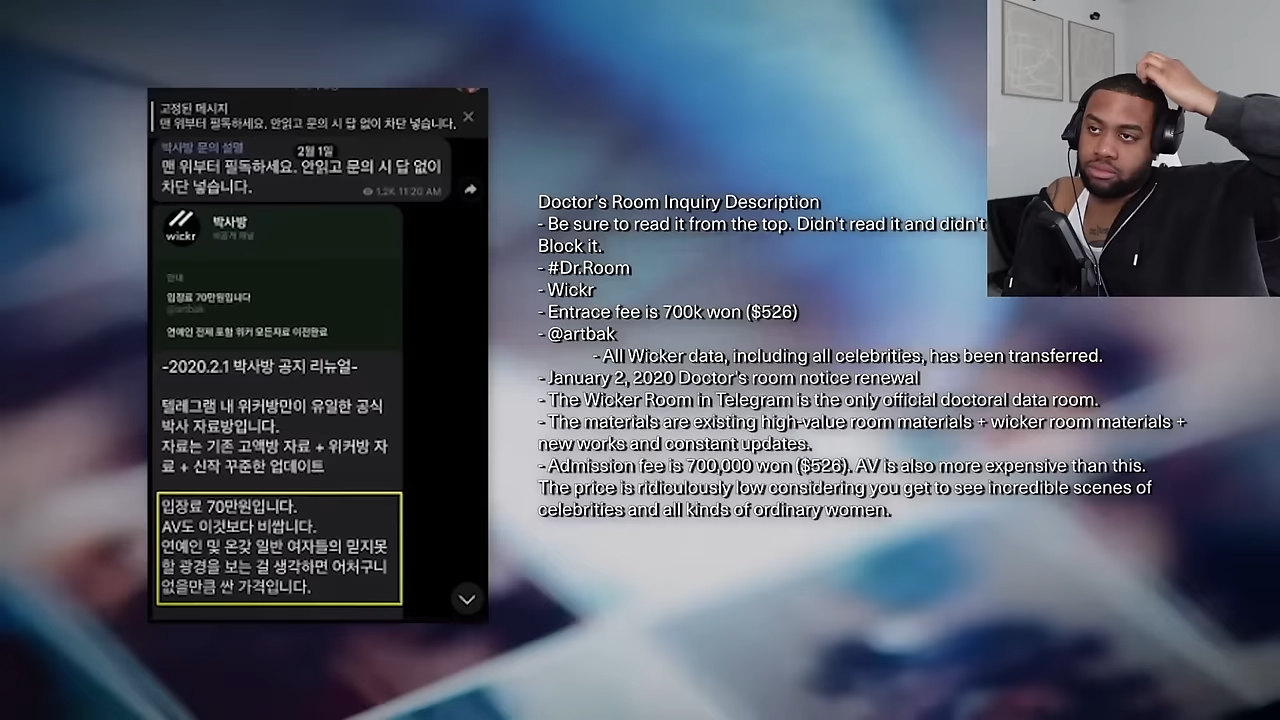 고정된 메시지
맨 위부터 필독하세요. 안읽고 문의 시 답 없이 차단 넣습니다.
박사방 문의 설명
2월 1일
맨 위부터 필독하세요. 안읽고 문의 시 답 없이
차단 넣습니다.
1.2K 11:20 AM
wickr
박사방
비공개 채널
안내
입장료 70만원입니다
@artbak
연예인 전체 포함 위커 모든자료 이전완료
-2020.2.1 박사방 공지 리뉴얼-
텔레그램 내 위커방만이 유일한 공식
박사 자료방입니다.
자료는 기존 고액방 자료 + 위커방 자
료 + 신작 꾸준한 업데이트
입장료 70만원입니다.
AV도 이것보다 비쌉니다.
연예인 및 온갖 일반 여자들의 믿지못
할 광경을 보는 걸 생각하면 어처구니
없을만큼 싼 가격입니다.
Doctor's Room Inquiry Description
- Be sure to read it from the top. Didn't read it and didn't
Block it.
- #Dr.Room
- Wickr
- Entrace fee is 700k won ($526)
- @artbak
- All Wicker data, including all celebrities, has been transferred.
- January 2, 2020 Doctor's room notice renewal
- The Wicker Room in Telegram is the only official doctoral data room.
- The materials are existing high-value room materials + wicker room materials +
new works and constant updates.
- Admission fee is 700,000 won ($526). AV is also more expensive than this.
The price is ridiculously low considering you get to see incredible scenes of
celebrities and all kinds of ordinary women.